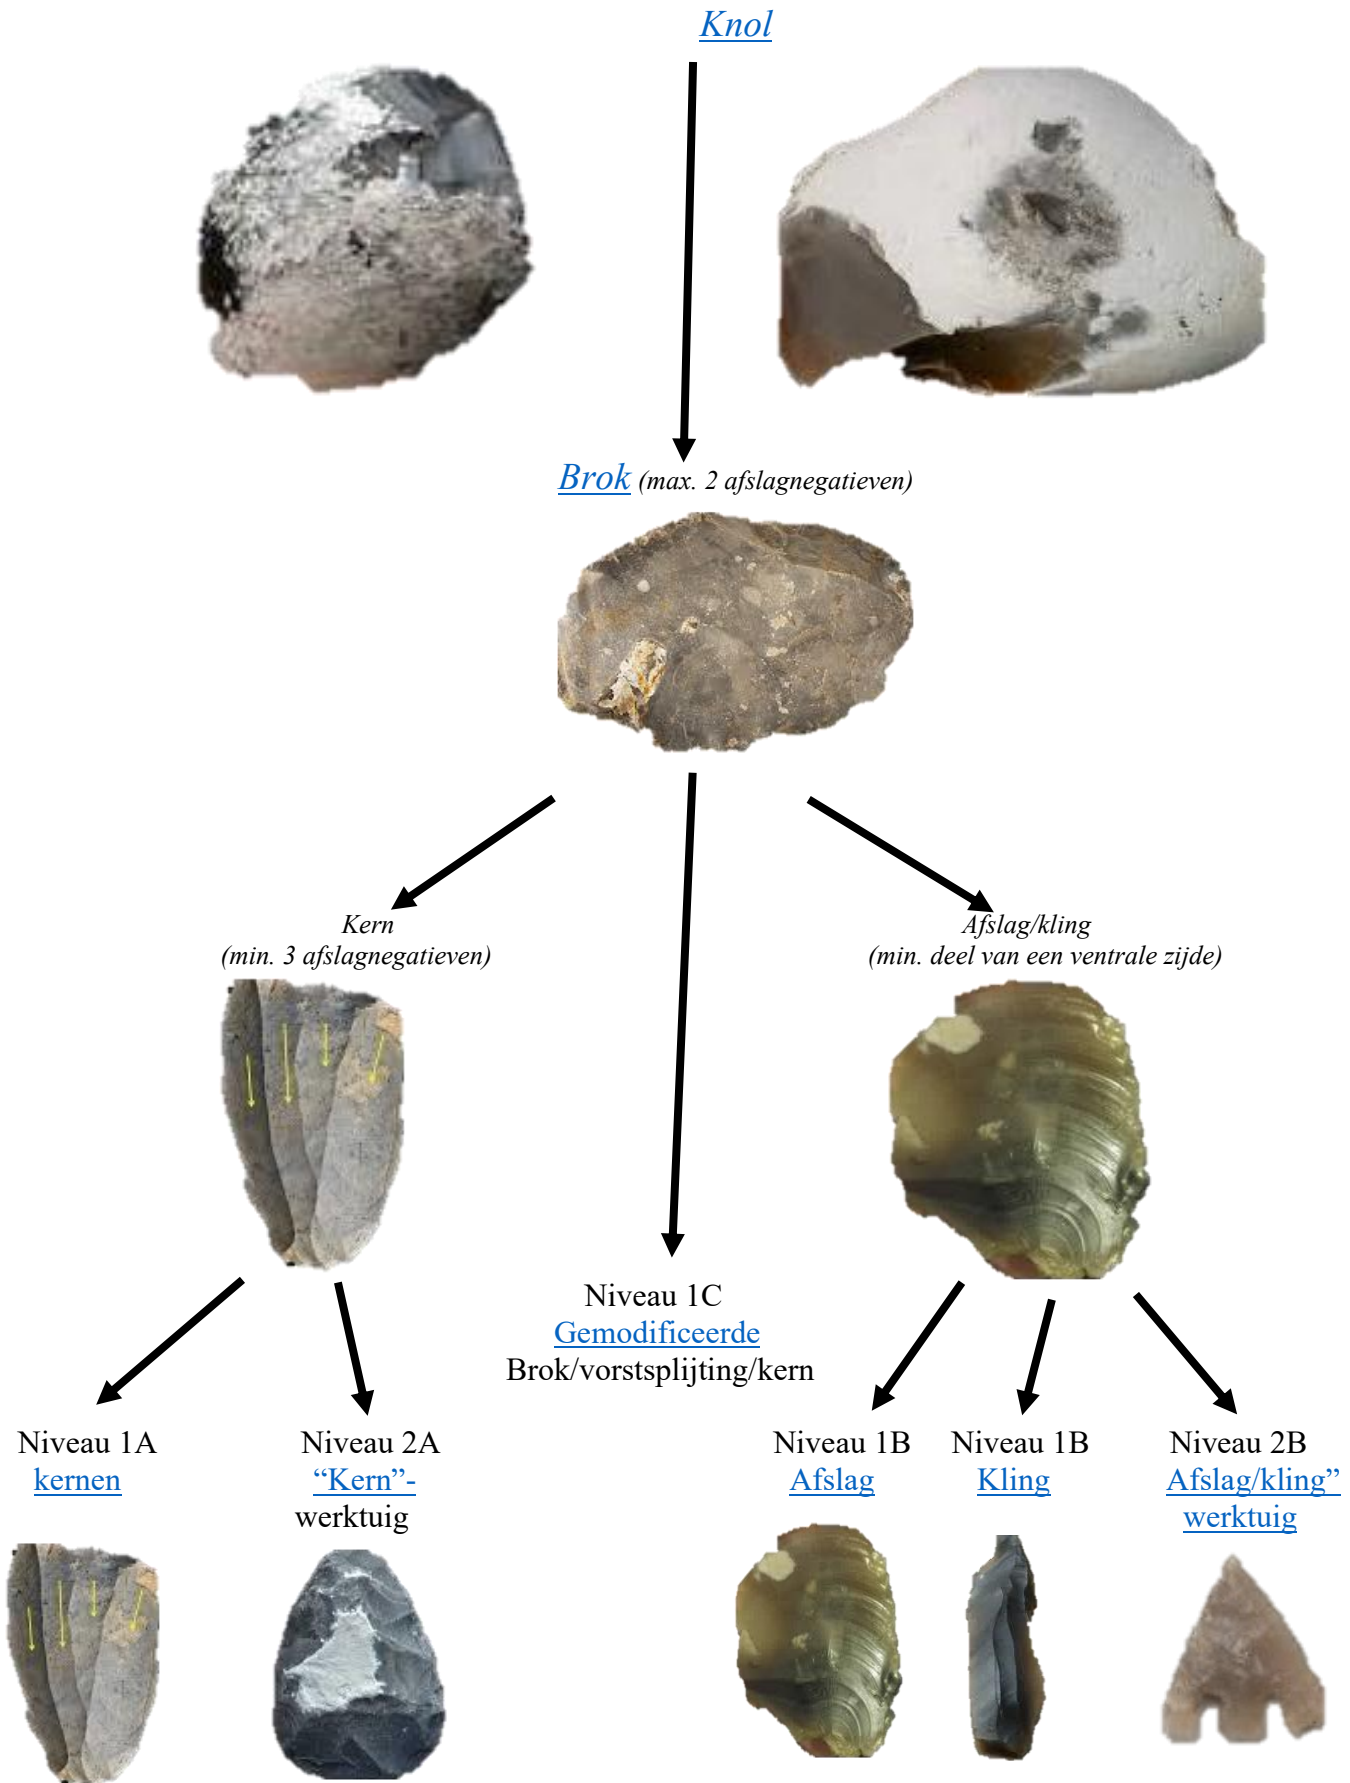 Knol
Brok (max. 2 afslagnegatieven)
Kern
(min. 3 afslagnegatieven)
Afslag/kling
(min. deel van een ventrale zijde)
Niveau 1C
Gemodificeerde
Brok/vorstsplijting/kern
Niveau 1A
kernen
Niveau 2A
“Kern”-
werktuig
Niveau 1B
Afslag
Niveau 1B
Kling
Niveau 2B
Afslag/kling”
werktuig